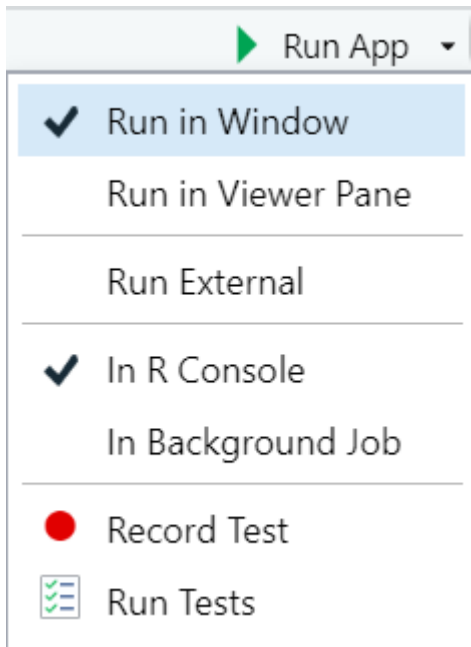 Run App
Run in Window
Run in Viewer Pane
Run External
In R Console
In Background Job
Record Test
Run Tests